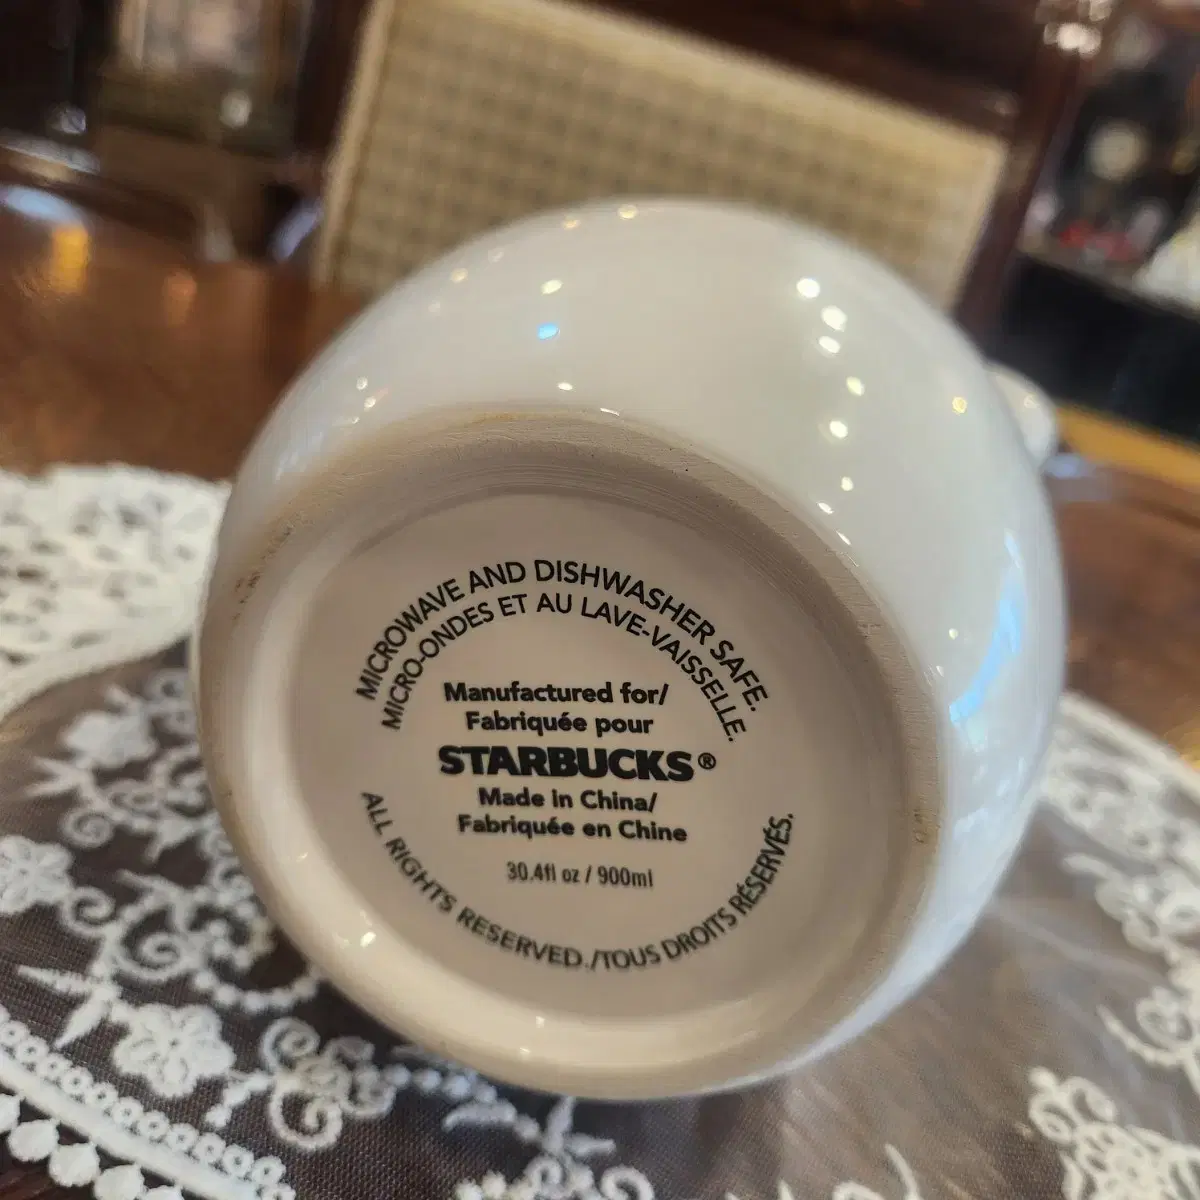 MICROWAVE AND DISHWASHER SAFE.
MICRO-ONDES ET AU LAVE-VAISSELLE.
Manufactured for/
Fabriquée pour
STARBUCKS®
Made in China/
Fabriquée en Chine
30.4fl oz / 900ml
ALL RIGHTS RESERVED./TOUS DROITS RÉSERVÉS.